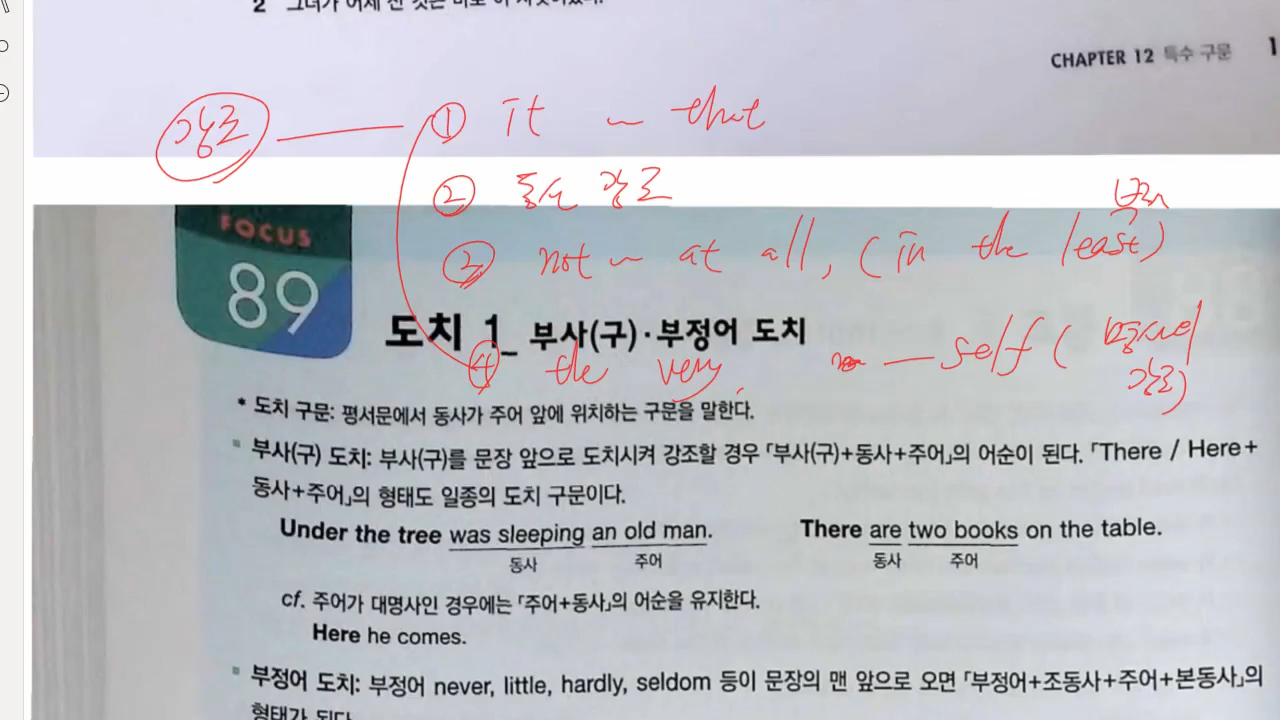 CHAPTER 12 특수 구문 1
강조 ① it ~ that
② 동사 강조
부정
③ not ~ at all, (in the least)
FOCUS
89
도치 1_ 부사(구)·부정어 도치
④ the very, — self (명사의
강조)
* 도치 구문: 평서문에서 동사가 주어 앞에 위치하는 구문을 말한다.
부사(구) 도치: 부사(구)를 문장 앞으로 도치시켜 강조할 경우 「부사(구)+동사+주어」의 어순이 된다. 「There / Here+
동사+주어」의 형태도 일종의 도치 구문이다.
Under the tree was sleeping an old man. There are two books on the table.
동사 주어 동사 주어
cf. 주어가 대명사인 경우에는 「주어+동사」의 어순을 유지한다.
Here he comes.
부정어 도치: 부정어 never, little, hardly, seldom 등이 문장의 맨 앞으로 오면 「부정어+조동사+주어+본동사」의
형태가 된다.